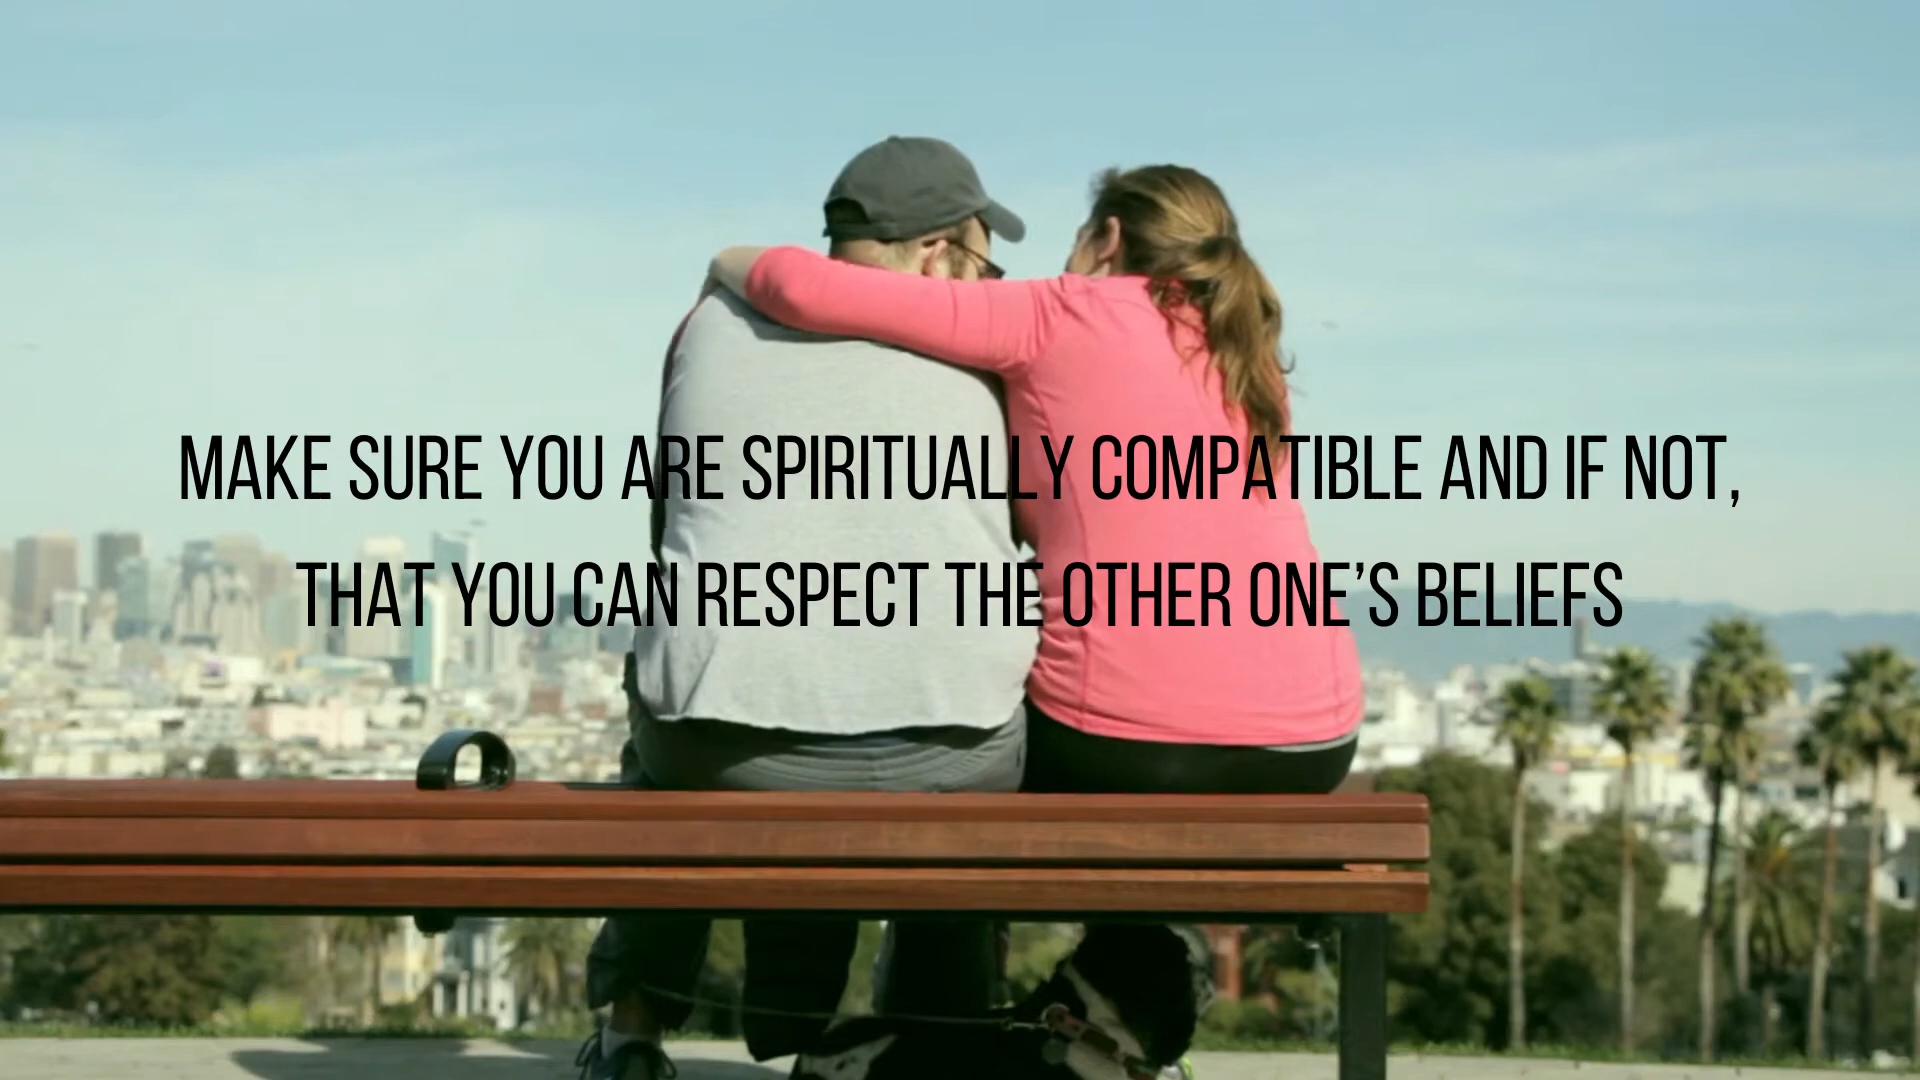 MAKE SURE YOU ARE SPIRITUALLY COMPATIBLE AND IF NOT,
THAT YOU CAN RESPECT THE OTHER ONE’S BELIEFS